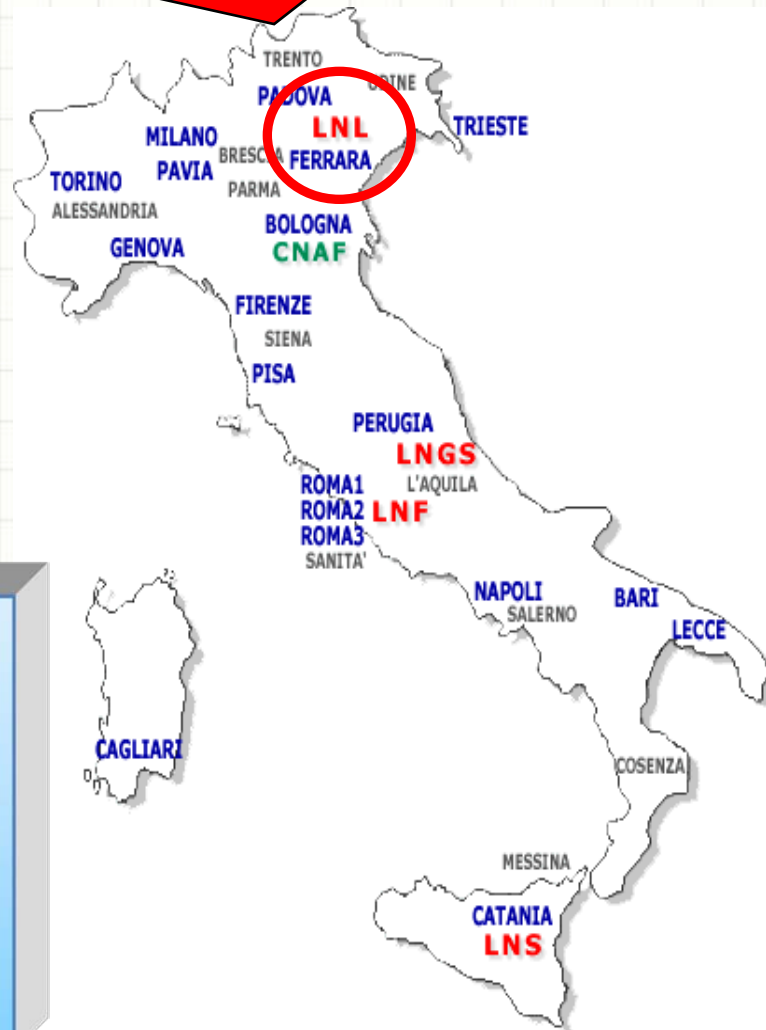 TRENTO
UDINE
PADOVA
LNL
TRIESTE
MILANO
BRESCIA
FERRARA
PAVIA
TORINO
PARMA
ALESSANDRIA
BOLOGNA
GENOVA
CNAF
FIRENZE
SIENA
PISA
PERUGIA
LNGS
ROMA1
L'AQUILA
ROMA2
LNF
ROMA3
SANITA'
NAPOLI
BARI
SALERNO
LECCE
CAGLIARI
COSENZA
MESSINA
CATANIA
LNS